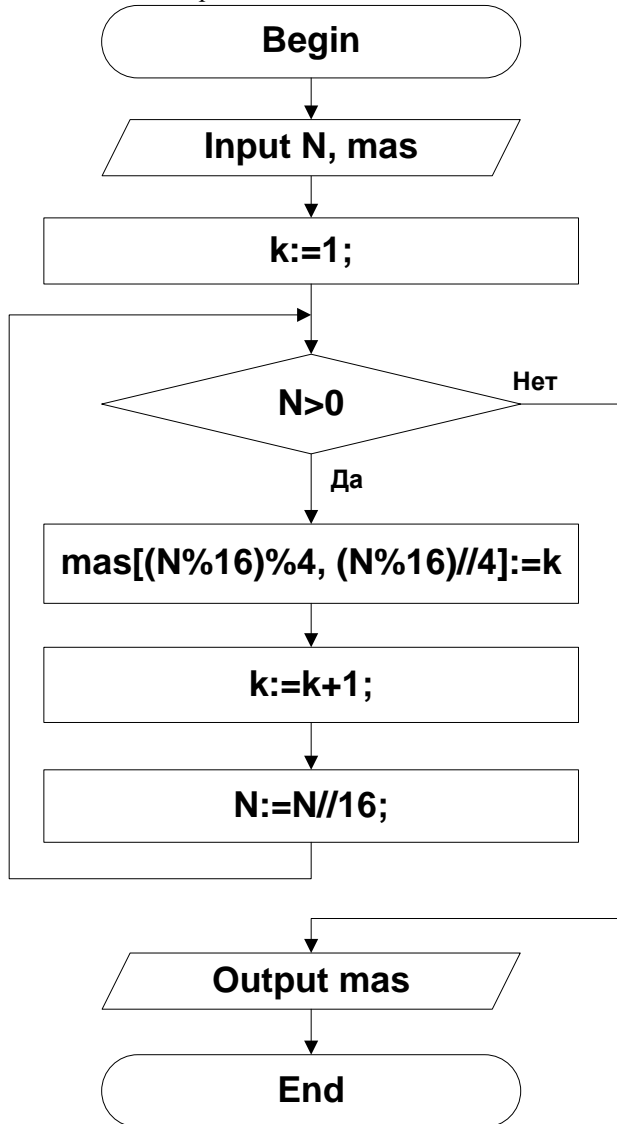 Begin
Input N, mas
k:=1;
N>0
Нет
Да
mas[(N%16)%4, (N%16)//4]:=k
k:=k+1;
N:=N//16;
Output mas
End